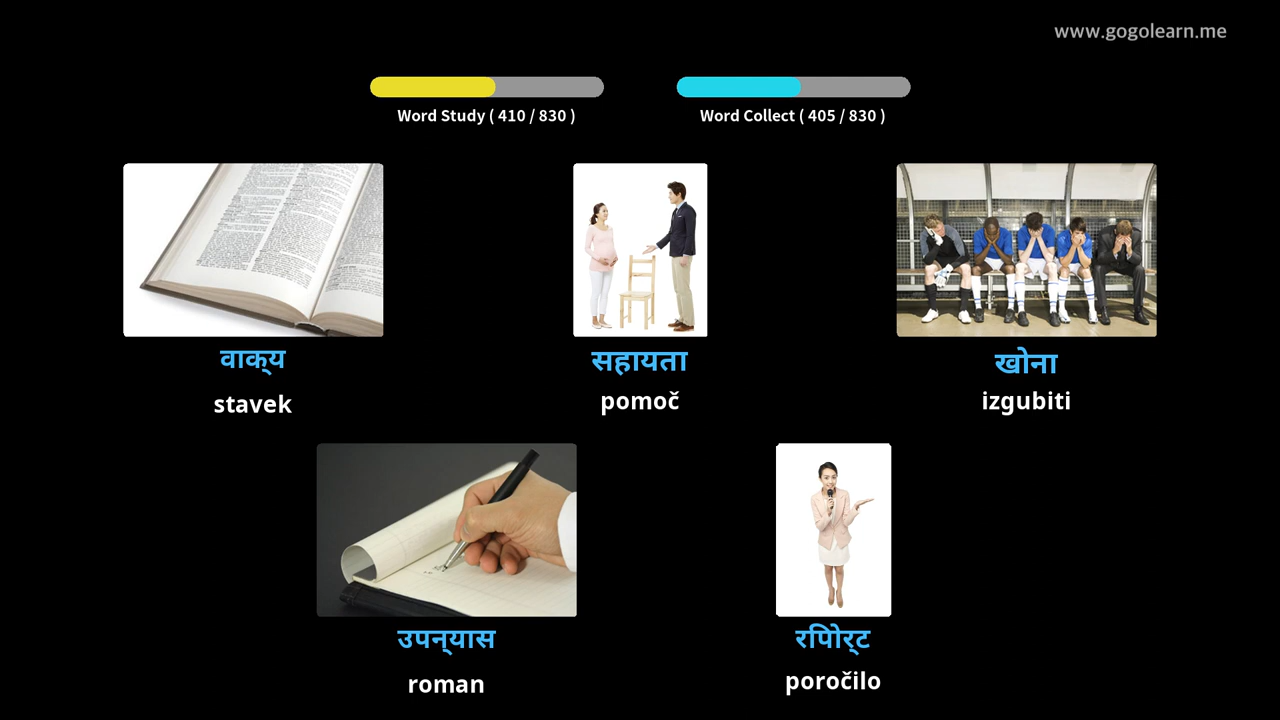 www.gogolearn.me
Word Study ( 410 / 830 )
Word Collect ( 405 / 830 )
वाक्य
सहायता
खोना
stavek
pomoč
izgubiti
उपन्यास
रिपोर्ट
roman
poročilo